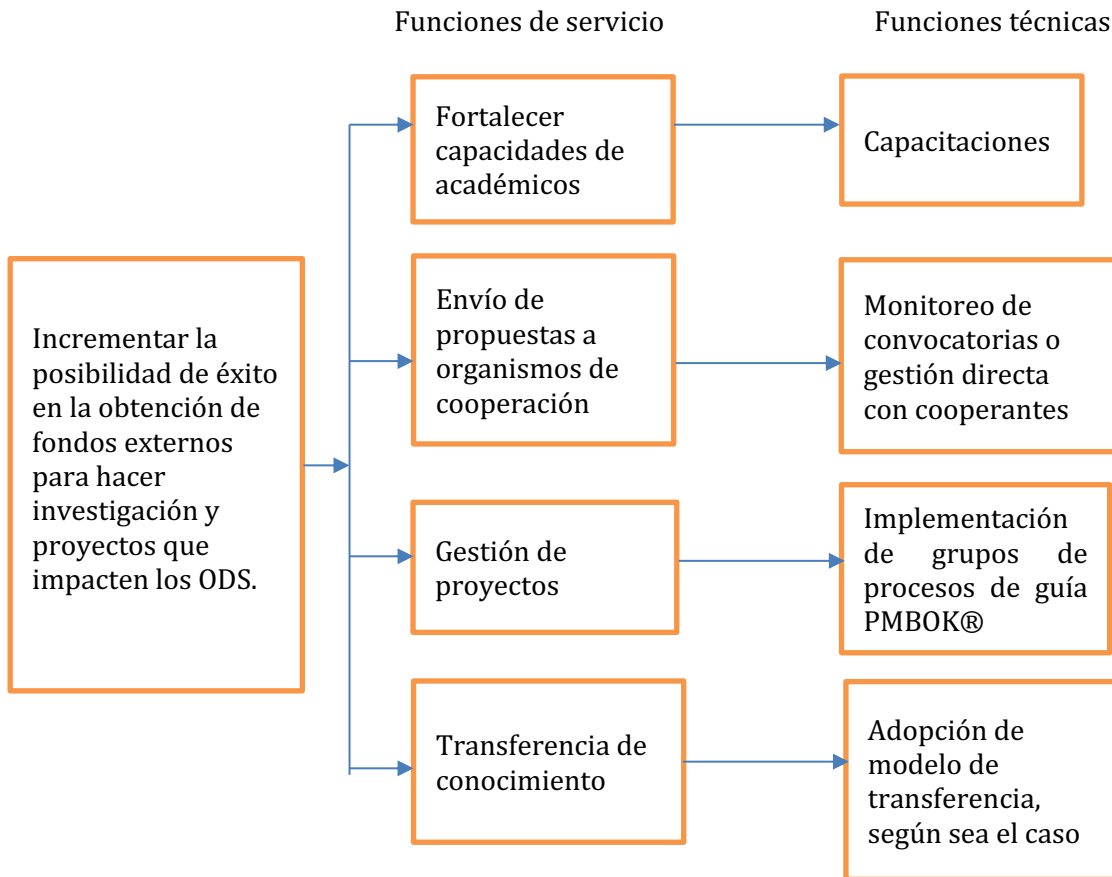 Funciones de servicio
Funciones técnicas
Incrementar la
posibilidad de éxito
en la obtención de
fondos externos
para hacer
investigación y
proyectos que
impacten los ODS.
Fortalecer
capacidades de
académicos
Capacitaciones
Envío de
propuestas a
organismos de
cooperación
Monitoreo de
convocatorias o
gestión directa
con cooperantes
Gestión de
proyectos
Implementación
de grupos de
procesos de guía
PMBOK®
Transferencia de
conocimiento
Adopción de
modelo de
transferencia,
según sea el caso